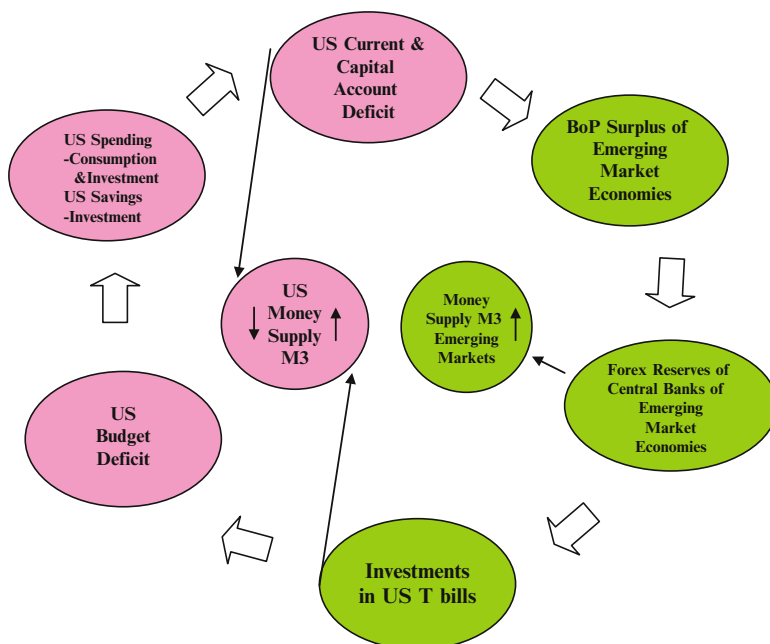 US Current &
Capital
Account
Deficit
BoP Surplus of
Emerging
Market
Economies
US Spending
-Consumption
&Investment
US Savings
-Investment
US
Money
Supply
M3
Money
Supply M3
Emerging
Markets
Forex Reserves of
Central Banks of
Emerging
Market
Economies
US
Budget
Deficit
Investments
in US T bills